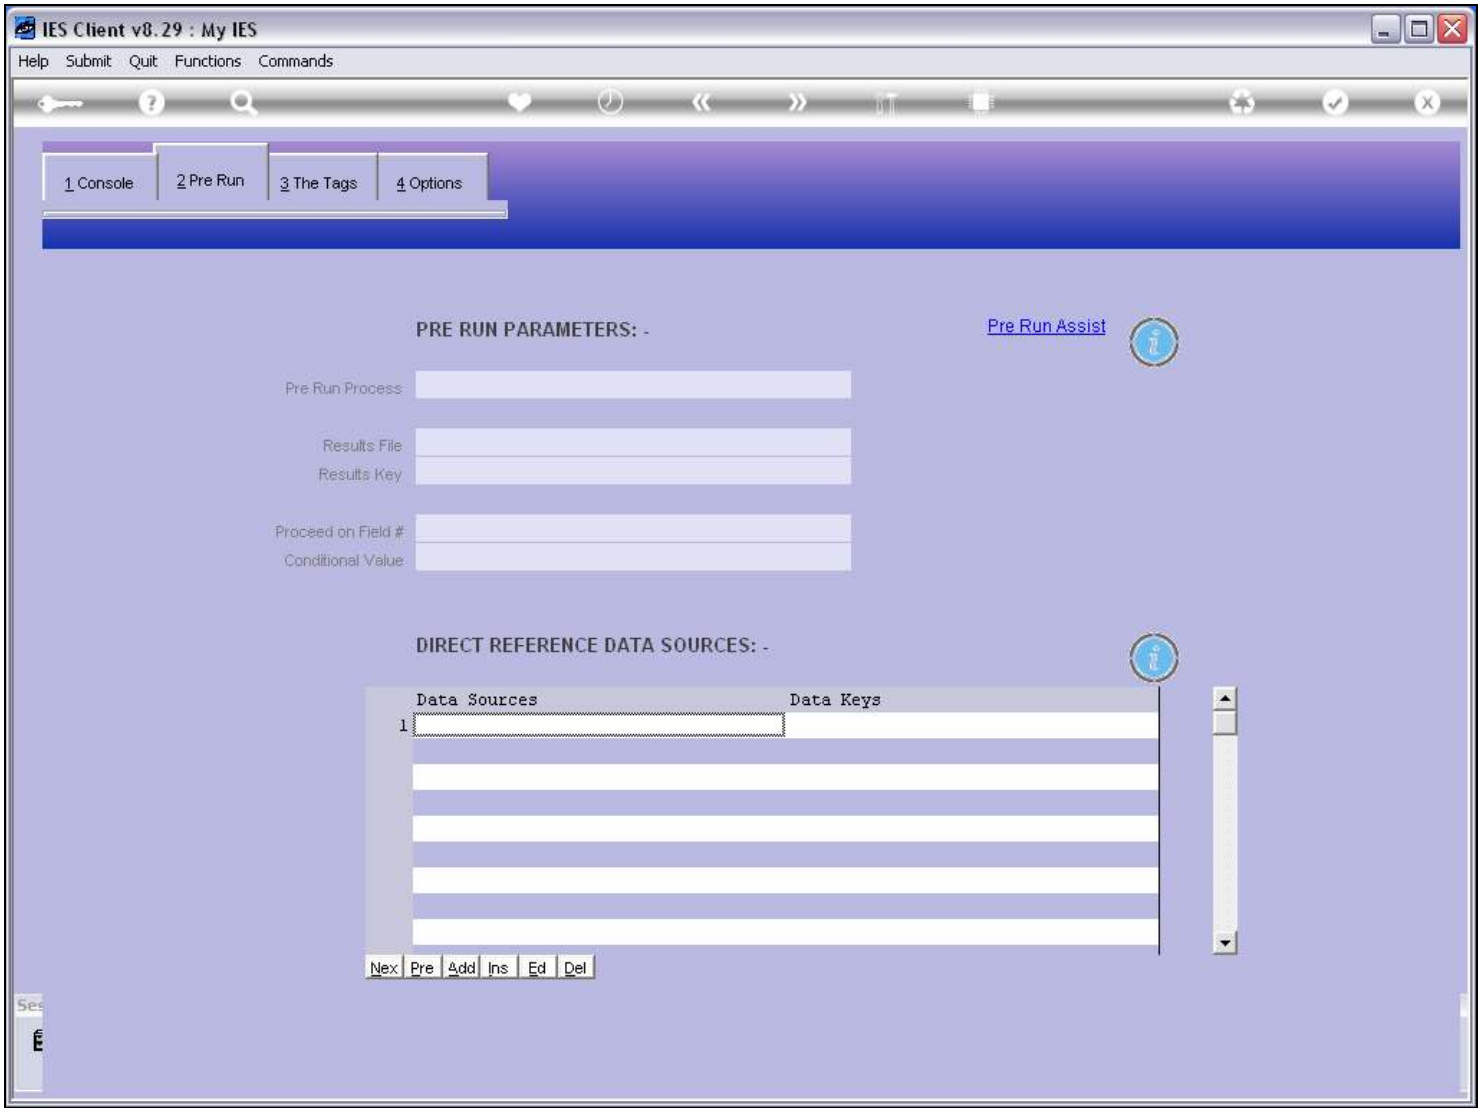 IES Client v8.29 : My IES
Help Submit Quit Functions Commands
1 Console 2 Pre Run 3 The Tags 4 Options
PRE RUN PARAMETERS: -
Pre Run Assist
Pre Run Process
Results File
Results Key
Proceed on Field #
Conditional Value
DIRECT REFERENCE DATA SOURCES: -
Data Sources Data Keys
1
Nex Pre Add Ins Ed Del
Ses